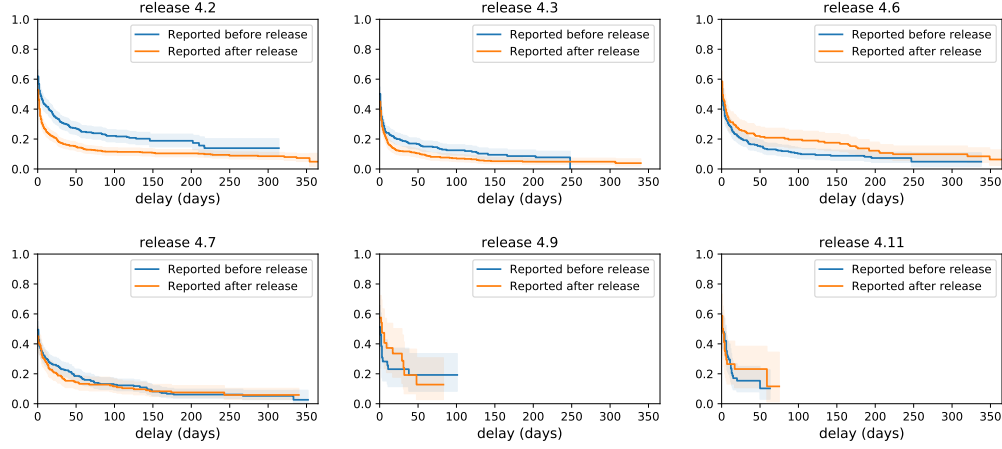 release 4.2
1.0
0.8
0.6
0.4
0.2
0.0
Reported before release
Reported after release
0 50 100 150 200 250 300 350
delay (days)
release 4.3
1.0
0.8
0.6
0.4
0.2
0.0
Reported before release
Reported after release
0 50 100 150 200 250 300 350
delay (days)
release 4.6
1.0
0.8
0.6
0.4
0.2
0.0
Reported before release
Reported after release
0 50 100 150 200 250 300 350
delay (days)
release 4.7
1.0
0.8
0.6
0.4
0.2
0.0
Reported before release
Reported after release
0 50 100 150 200 250 300 350
delay (days)
release 4.9
1.0
0.8
0.6
0.4
0.2
0.0
Reported before release
Reported after release
0 50 100 150 200 250 300 350
delay (days)
release 4.11
1.0
0.8
0.6
0.4
0.2
0.0
Reported before release
Reported after release
0 50 100 150 200 250 300 350
delay (days)